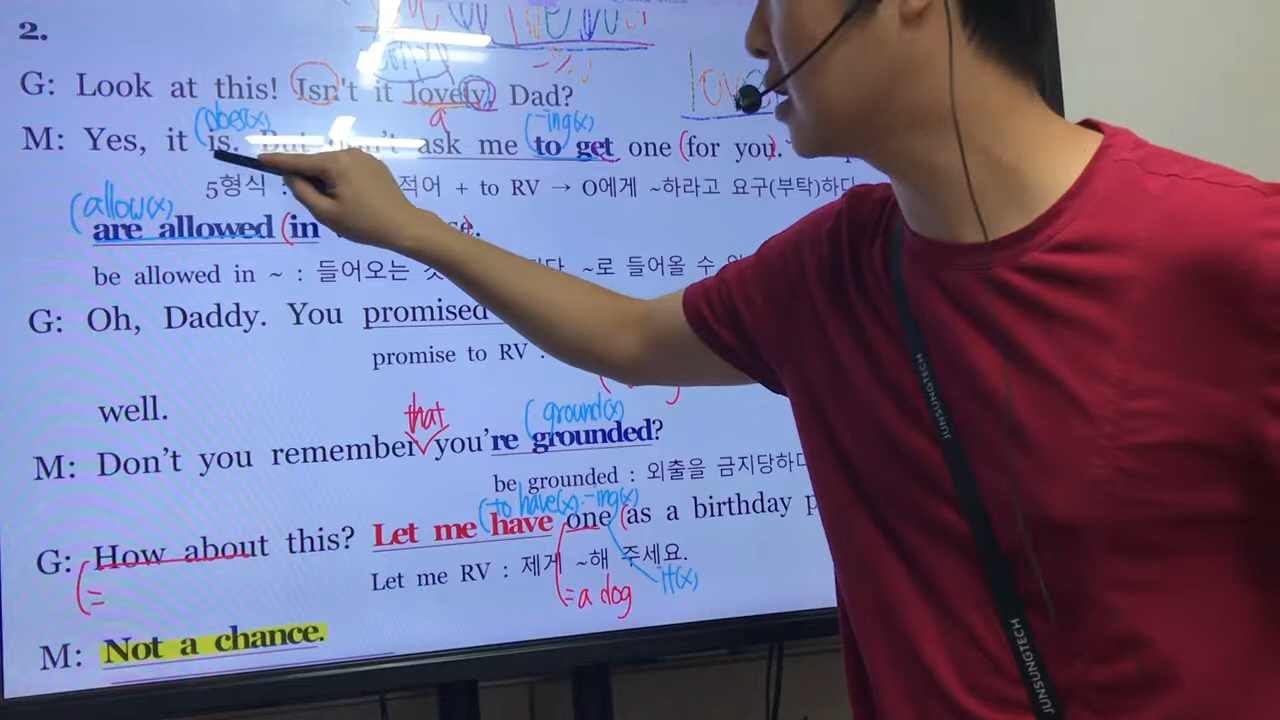 2.
love
G: Look at this! Isn't it lovely, Dad?
(does(x) (-ing(x)
M: Yes, it is. But don't ask me to get one (for you).
5형식 : 적어 + to RV → O에게 ~하라고 요구(부탁)하다
(allow(x)
are allowed (in
be allowed in ~ : 들어오는 ~로 들어올 수
G: Oh, Daddy. You promised
promise to RV :
well.
that (ground(x)
M: Don't you remember you're grounded?
be grounded : 외출을 금지당하다
(to have(x), -ing(x)
G: How about this? Let me have one (as a birthday
Let me RV : 제게 ~해 주세요.
(= (= a dog it(x)
M: Not a chance.
JUNSUNGTECH
JUNSUNGTECH